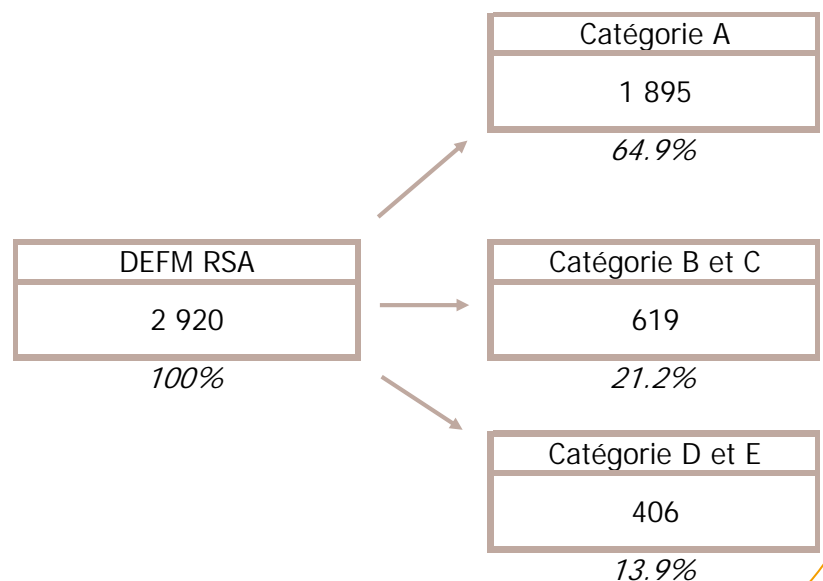 Catégorie A
1 895
64.9%
DEFM RSA
2 920
100%
Catégorie B et C
619
21.2%
Catégorie D et E
406
13.9%